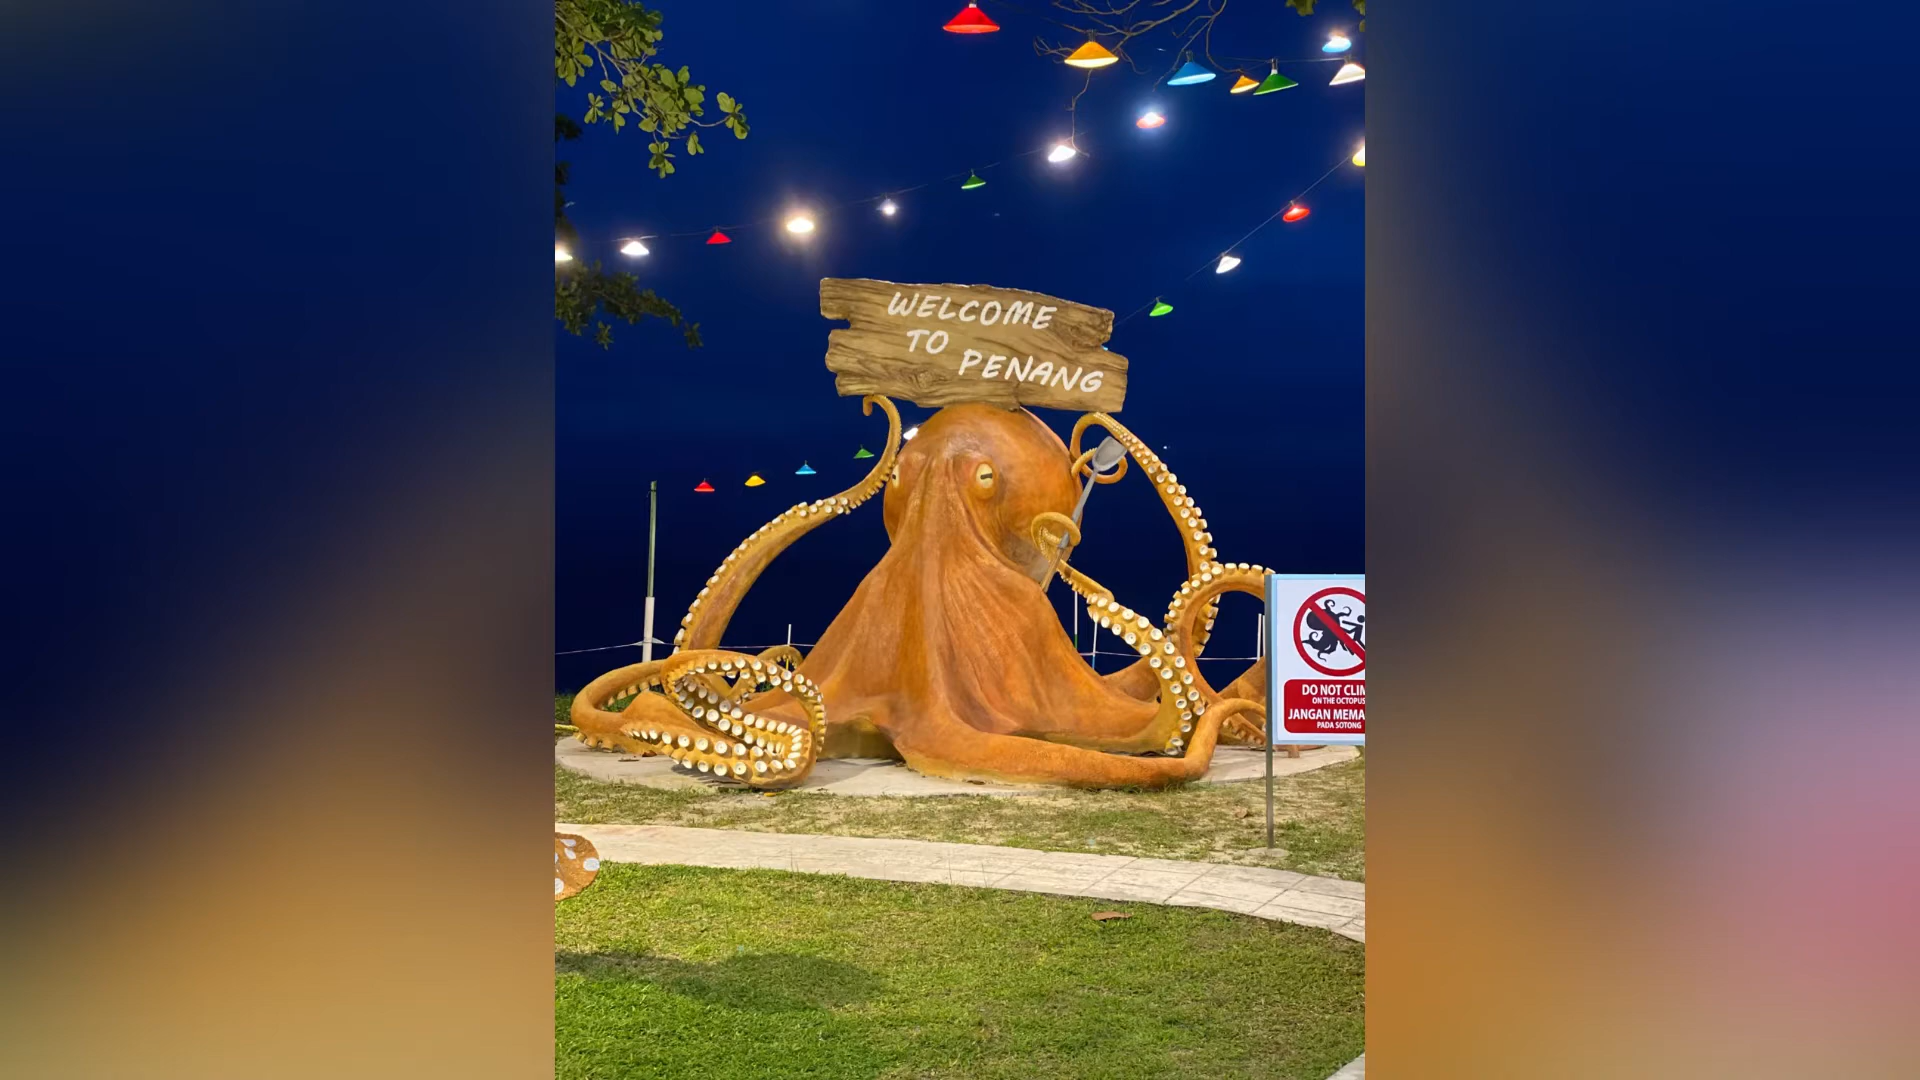 WELCOME
TO PENANG
DO NOT CLIM
ON THE OCTOPUS
JANGAN MEMA
PADA SOTONG